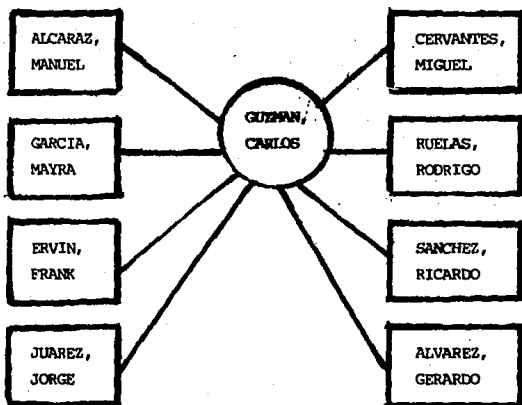 ALCARAZ,
MANUEL
CERVANTES,
MIGUEL
GUZMAN,
CARLOS
GARCIA,
MAYRA
RUELAS,
RODRIGO
ERVIN,
FRANK
SANCHEZ,
RICARDO
JUAREZ,
JORGE
ALVAREZ,
GERARDO